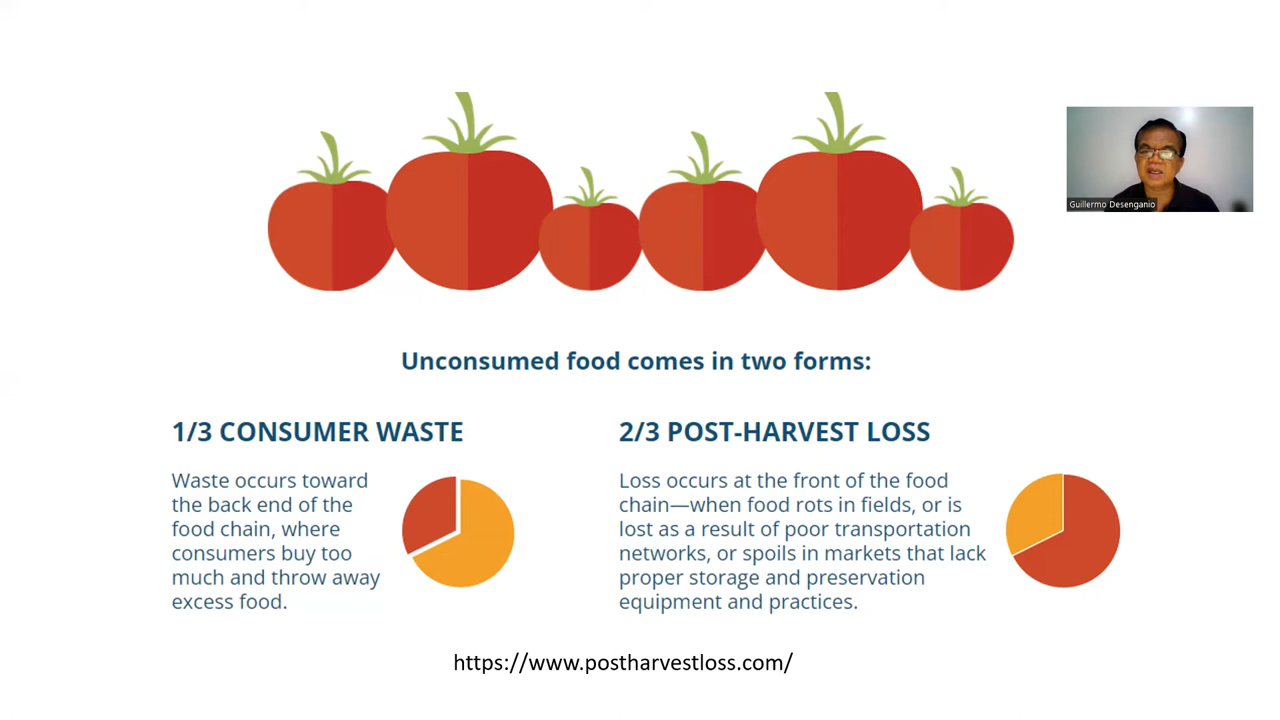 Guillermo Desenganio
Unconsumed food comes in two forms:
1/3 CONSUMER WASTE
Waste occurs toward
the back end of the
food chain, where
consumers buy too
much and throw away
excess food.
2/3 POST-HARVEST LOSS
Loss occurs at the front of the food
chain—when food rots in fields, or is
lost as a result of poor transportation
networks, or spoils in markets that lack
proper storage and preservation
equipment and practices.
https://www.postharvestloss.com/